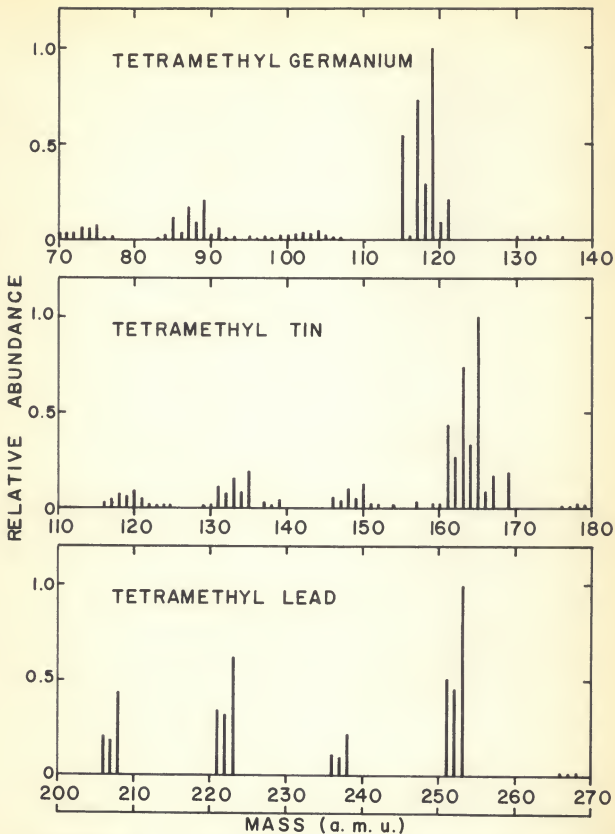 RELATIVE ABUNDANCE
1.0
TETRAMETHYL GERMANIUM
0.5
0
70 80 90 100 110 120 130 140
1.0
TETRAMETHYL TIN
0.5
0
110 120 130 140 150 160 170 180
1.0
TETRAMETHYL LEAD
0.5
0
200 210 220 230 240 250 260 270
MASS (a.m.u.)